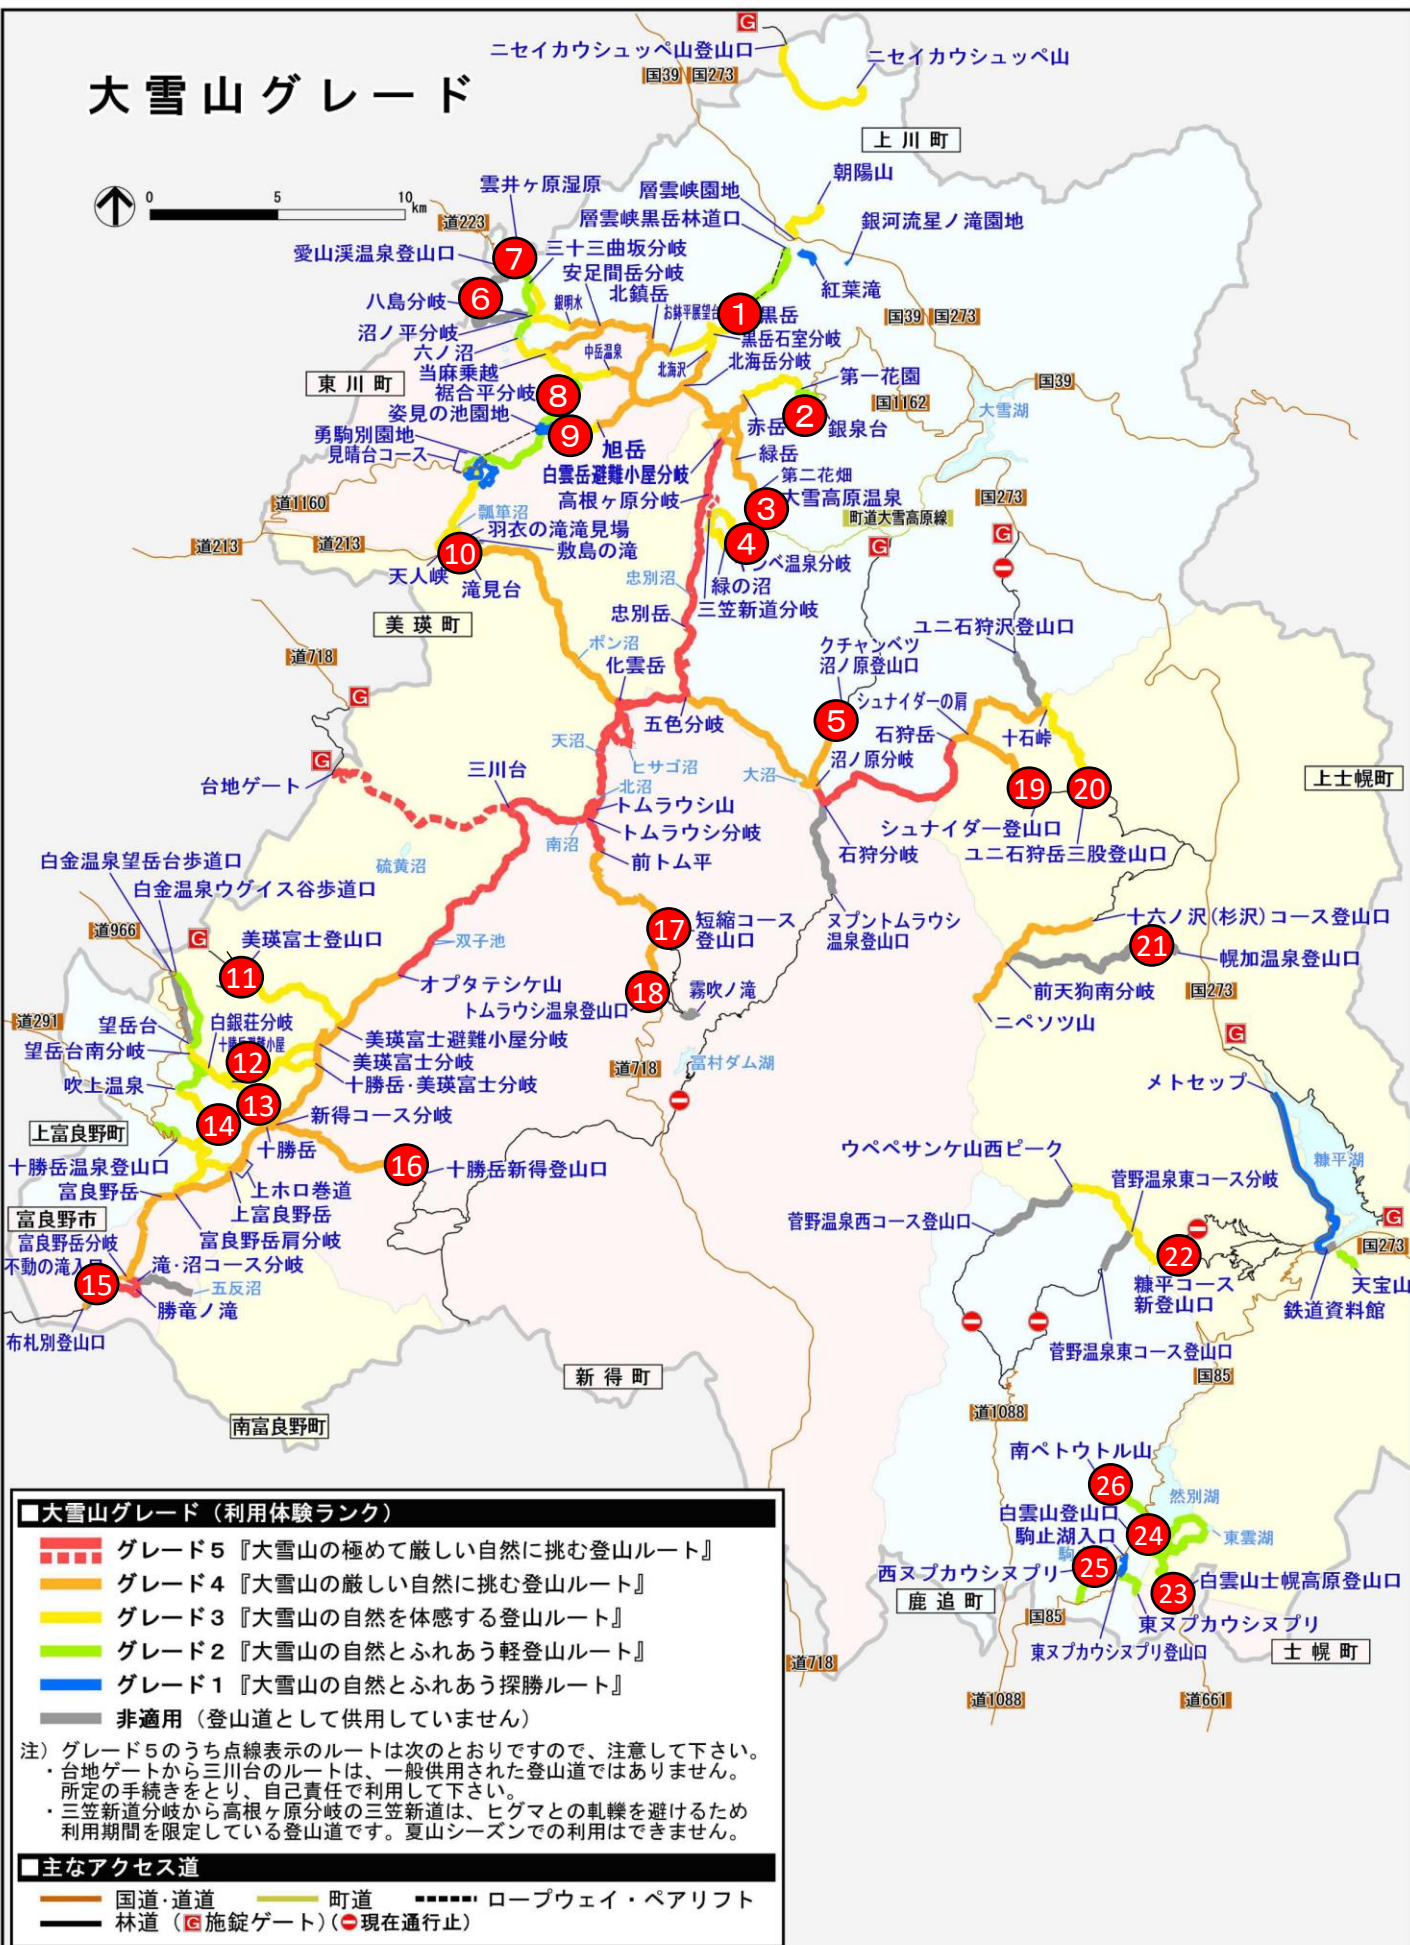 大雪山グレード
0 5 10 km
G
ニセイカウシュッペ山登山口
国39 国273
ニセイカウシュッペ山
上川町
朝陽山
層雲峡園地
層雲峡黒岳林道口
銀河流星ノ滝園地
紅葉滝
雲井ヶ原湿原
道223
愛山渓温泉登山口
7
三十三曲坂分岐
安足間岳分岐
6
八島分岐
銀明水
北鎮岳
お鉢平展望台
1
黒岳
国39 国273
沼ノ平分岐
黒岳石室分岐
六ノ沼
中岳温泉
北海沢
北海岳分岐
当麻乗越
東川町
裾合平分岐
8
第一花園
国39
国1162
大雪湖
姿見の池園地
9
2
赤岳
銀泉台
勇駒別園地
旭岳
見晴台コース
緑岳
白雲岳避難小屋分岐
第二花畑
高根ヶ原分岐
3
大雪高原温泉
国273
道1160
瓢箪沼
町道大雪高原線
G
羽衣の滝滝見場
4
道213
道213
10
敷島の滝
ンベ温泉分岐
G
天人峡
滝見台
忠別沼
緑の沼
三笠新道分岐
忠別岳
美瑛町
ユニ石狩沢登山口
道718
ポン沼
クチャンベツ
沼ノ原登山口
化雲岳
シュナイダーの肩
G
五色分岐
5
石狩岳
十石峠
天沼
沼ノ原分岐
G
三川台
ヒサゴ沼
大沼
台地ゲート
北沼
19
20
上士幌町
トムラウシ山
シュナイダー登山口
南沼
トムラウシ分岐
石狩分岐
ユニ石狩岳三股登山口
硫黄沼
前トム平
白金温泉望岳台歩道口
白金温泉ウグイス谷歩道口
道966
17
短縮コース
登山口
ヌプントムラウシ
温泉登山口
十六ノ沢(杉沢)コース登山口
G
美瑛富士登山口
双子池
21
幌加温泉登山口
11
オプタテシケ山
18
霧吹ノ滝
前天狗南分岐
国273
トムラウシ温泉登山口
ニペソツ山
道291
望岳台
白銀荘分岐
美瑛富士避難小屋分岐
G
望岳台南分岐
12
美瑛富士分岐
道718
富村ダム湖
吹上温泉
十勝岳・美瑛富士分岐
メトセップ
13
14
新得コース分岐
上富良野町
十勝岳
ウペペサンケ山西ピーク
糠平湖
十勝岳温泉登山口
16
十勝岳新得登山口
菅野温泉東コース分岐
富良野岳
上ホロ巻道
上富良野岳
富良野市
菅野温泉西コース登山口
G
富良野岳肩分岐
富良野岳分岐
国273
不動の滝入口
滝・沼コース分岐
22
15
五反沼
糠平コース
新登山口
天宝山
勝竜ノ滝
鉄道資料館
布札別登山口
菅野温泉東コース登山口
新得町
国85
道1088
南富良野町
南ペトウトル山
26
然別湖
白雲山登山口
24
東雲湖
駒止湖入口
駒
西ヌプカウシヌプリ
25
23
白雲山士幌高原登山口
鹿追町
国85
東ヌプカウシヌプリ
東ヌプカウシヌプリ登山口
士幌町
道718
道1088
道661
■大雪山グレード（利用体験ランク）
グレード5『大雪山の極めて厳しい自然に挑む登山ルート』
グレード4『大雪山の厳しい自然に挑む登山ルート』
グレード3『大雪山の自然を体感する登山ルート』
グレード2『大雪山の自然とふれあう軽登山ルート』
グレード1『大雪山の自然とふれあう探勝ルート』
非適用（登山道として供用していません）
注）グレード5のうち点線表示のルートは次のとおりですので、注意して下さい。
・台地ゲートから三川台のルートは、一般供用された登山道ではありません。
所定の手続きをとり、自己責任で利用して下さい。
・三笠新道分岐から高根ヶ原分岐の三笠新道は、ヒグマとの軋轢を避けるため
利用期間を限定している登山道です。夏山シーズンでの利用はできません。
■主なアクセス道
国道・道道 町道 ロープウェイ・ペアリフト
林道（G施錠ゲート）（現在通行止）